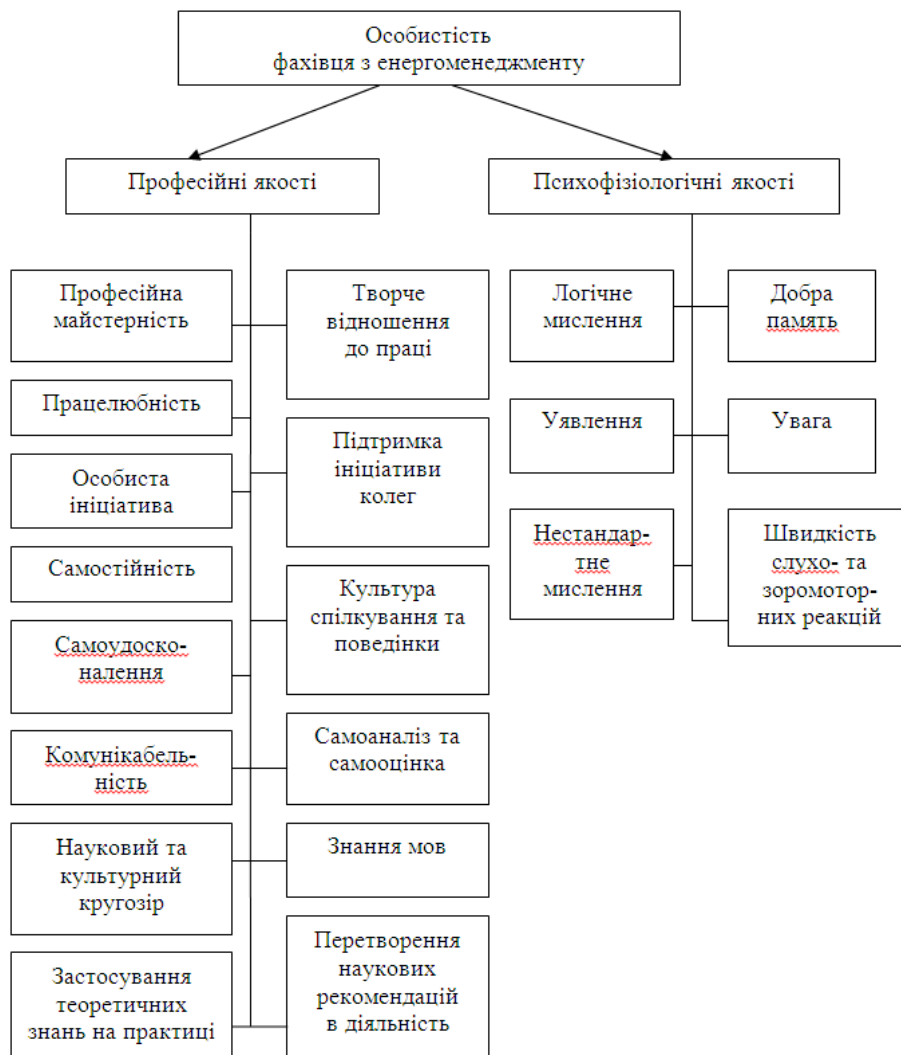 Особистість
фахівця з енергоменеджменту
Професійні якості
Психофізіологічні якості
Професійна
майстерність
Працелюбність
Особиста
ініціатива
Самостійність
Самоудоско-
налення
Комунікабель-
ність
Науковий та
культурний
кругозір
Застосування
теоретичних
знань на практиці
Творче
відношення
до праці
Підтримка
ініціативи
колег
Культура
спілкування та
поведінки
Самоаналіз та
самооцінка
Знання мов
Перетворення
наукових
рекомендацій
в діяльність
Логічне
мислення
Уявлення
Нестандар-
тне
мислення
Добра
память
Увага
Швидкість
слухо- та
зоромотор-
них реакцій